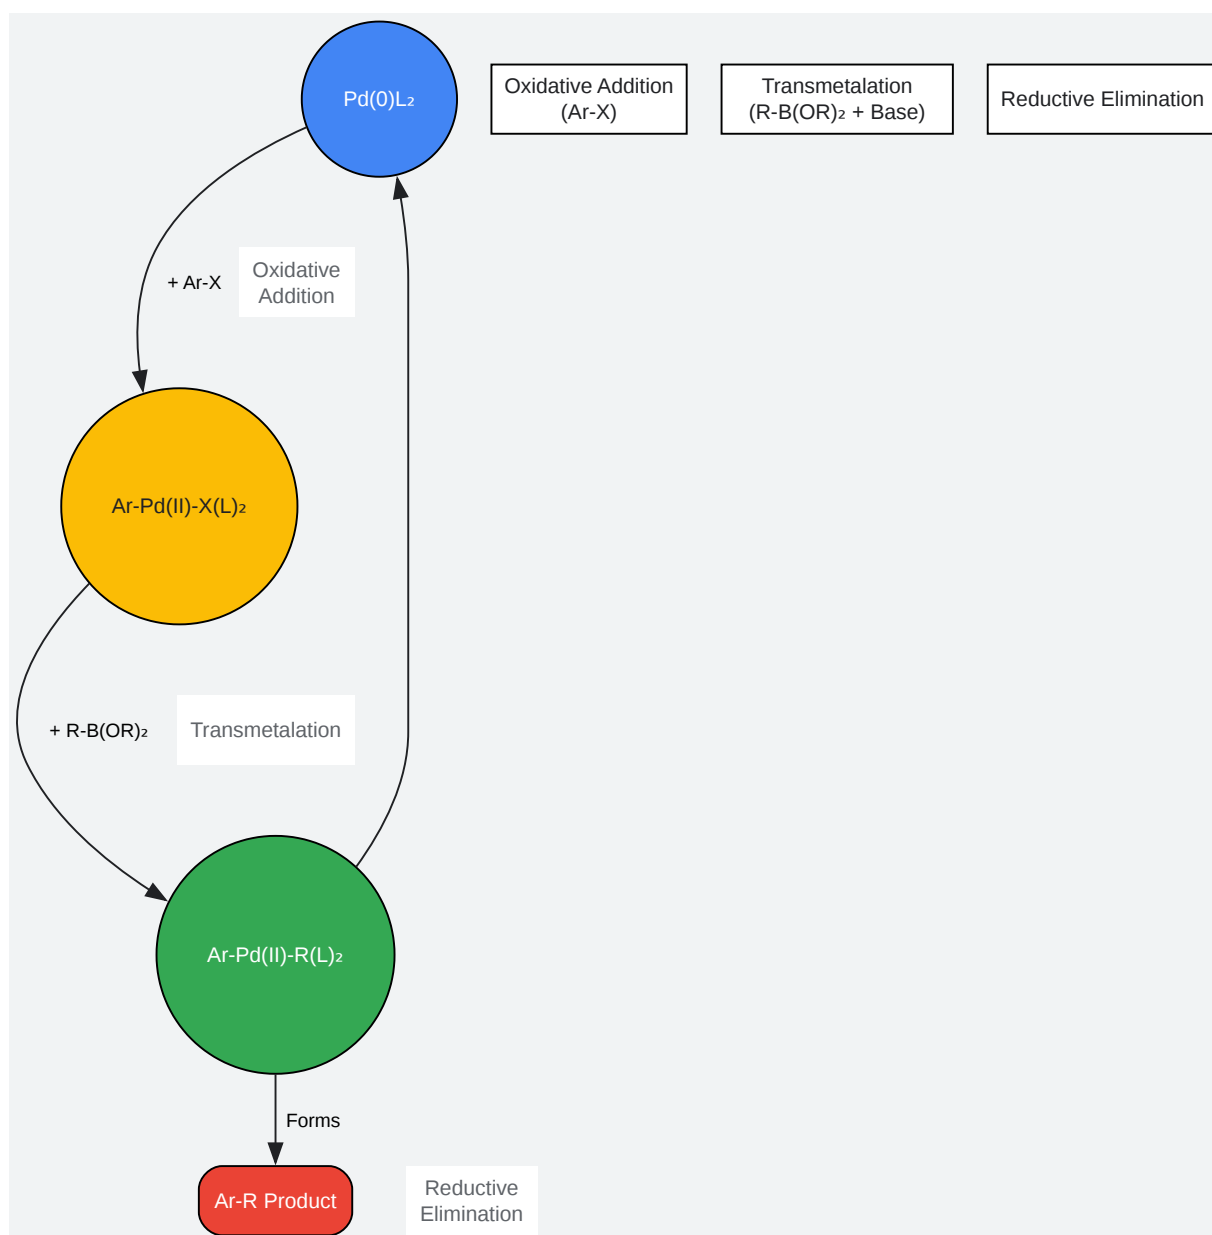 Pd(0)L₂
Oxidative Addition
(Ar-X)
Transmetalation
(R-B(OR)₂ + Base)
Reductive Elimination
+ Ar-X
Oxidative
Addition
Ar-Pd(II)-X(L)₂
+ R-B(OR)₂
Transmetalation
Ar-Pd(II)-R(L)₂
Forms
Ar-R Product
Reductive
Elimination